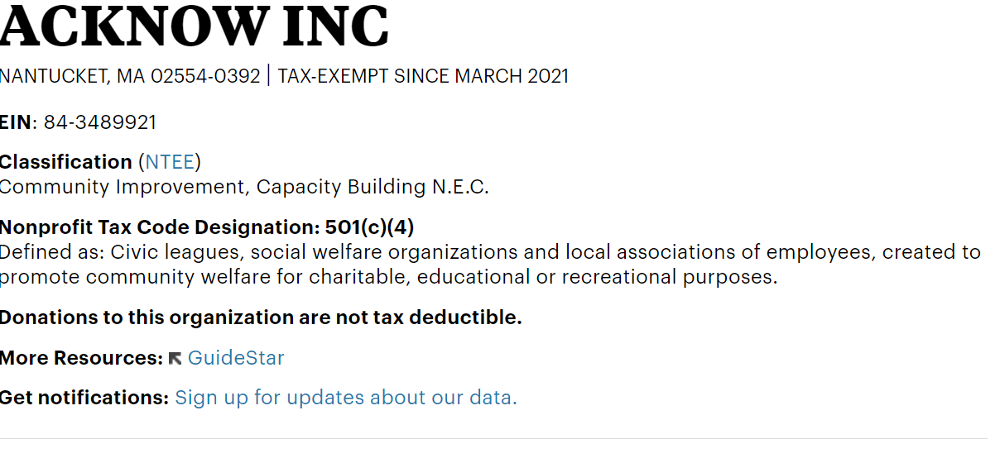 ACKNOW INC
NANTUCKET, MA 02554-0392 | TAX-EXEMPT SINCE MARCH 2021
EIN: 84-3489921
Classification (NTEE)
Community Improvement, Capacity Building N.E.C.
Nonprofit Tax Code Designation: 501(c)(4)
Defined as: Civic leagues, social welfare organizations and local associations of employees, created to
promote community welfare for charitable, educational or recreational purposes.
Donations to this organization are not tax deductible.
More Resources: GuideStar
Get notifications: Sign up for updates about our data.